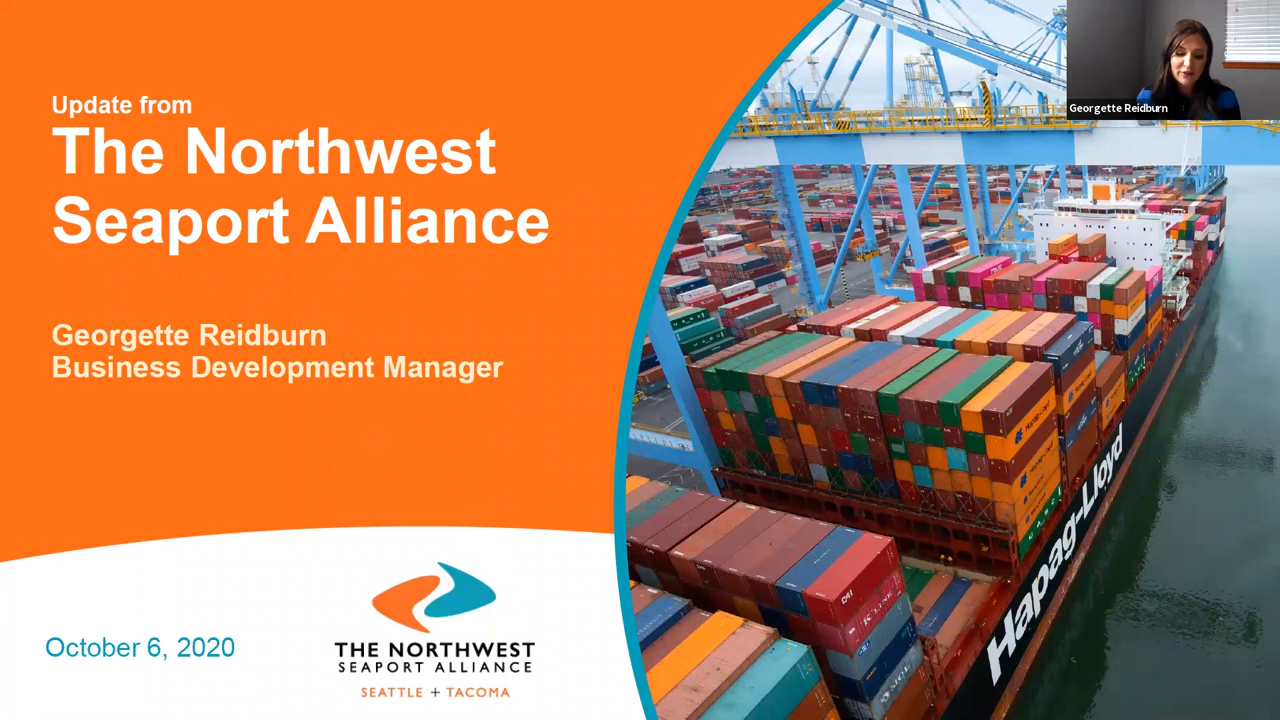 Update from
The Northwest
Seaport Alliance
Georgette Reidburn
Business Development Manager
October 6, 2020
THE NORTHWEST
SEAPORT ALLIANCE
SEATTLE + TACOMA
Georgette Reidburn
Hapag-Lloyd
CAI